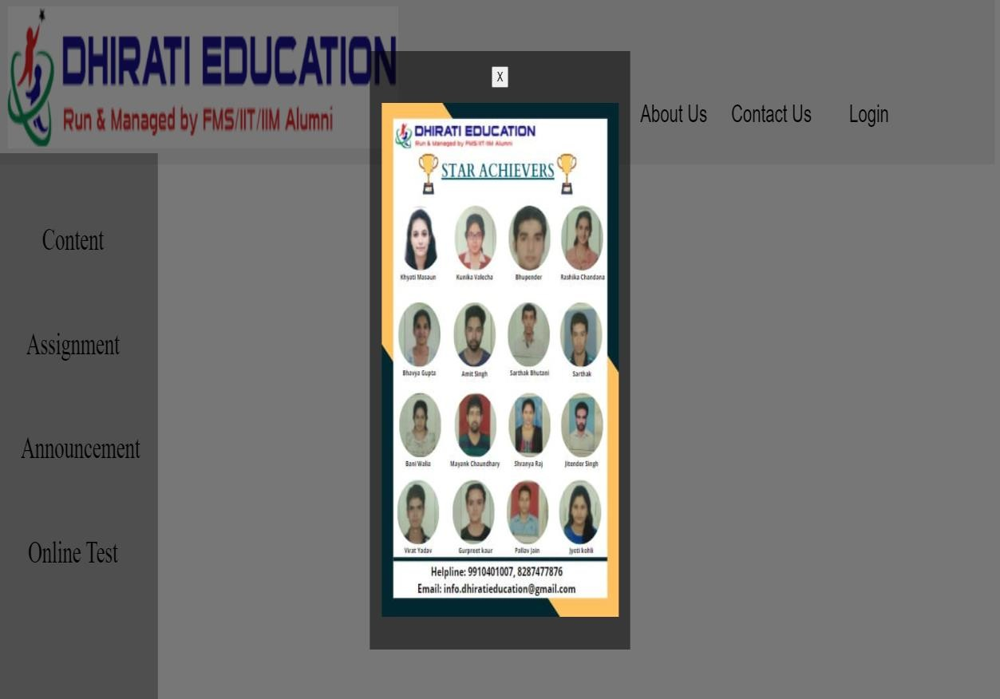 DHIRATI EDUCATION
Run & Managed by FMS/IIT/IIM Alumni
About Us Contact Us Login
X
DHIRATI EDUCATION
Run & Managed by FMS/IIT-IIM Alumni
STAR ACHIEVERS
Khyati Masaun Kunika Valecha Bhupender Rashika Chandana
Bhavya Gupta Amit Singh Sarthak Bhutani Sarthak
Bani Walia Mayank Chaundhary Shranya Raj Jitender Singh
Virat Yadav Gurpreet kaur Pallav Jain Jyoti kohli
Helpline: 9910401007, 8287477876
Email: info.dhiratieducation@gmail.com
Content
Assignment
Announcement
Online Test